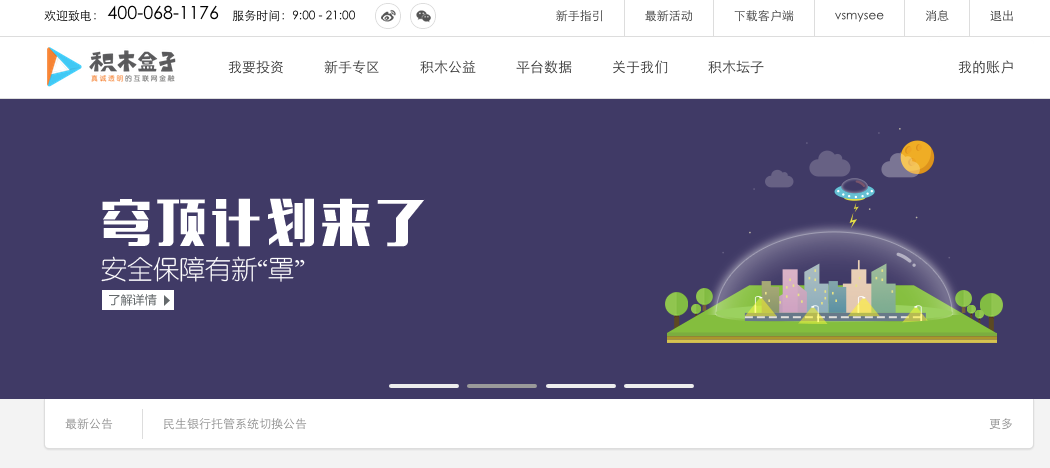 欢迎致电： 400-068-1176 服务时间：9:00 - 21:00 新手指引 最新活动 下载客户端 vsmysee 消息 退出
积木盒子
真诚透明的互联网金融
我要投资 新手专区 积木公益 平台数据 关于我们 积木坛子 我的账户
穹顶计划来了
安全保障有新“罩”
了解详情
最新公告 民生银行托管系统切换公告 更多